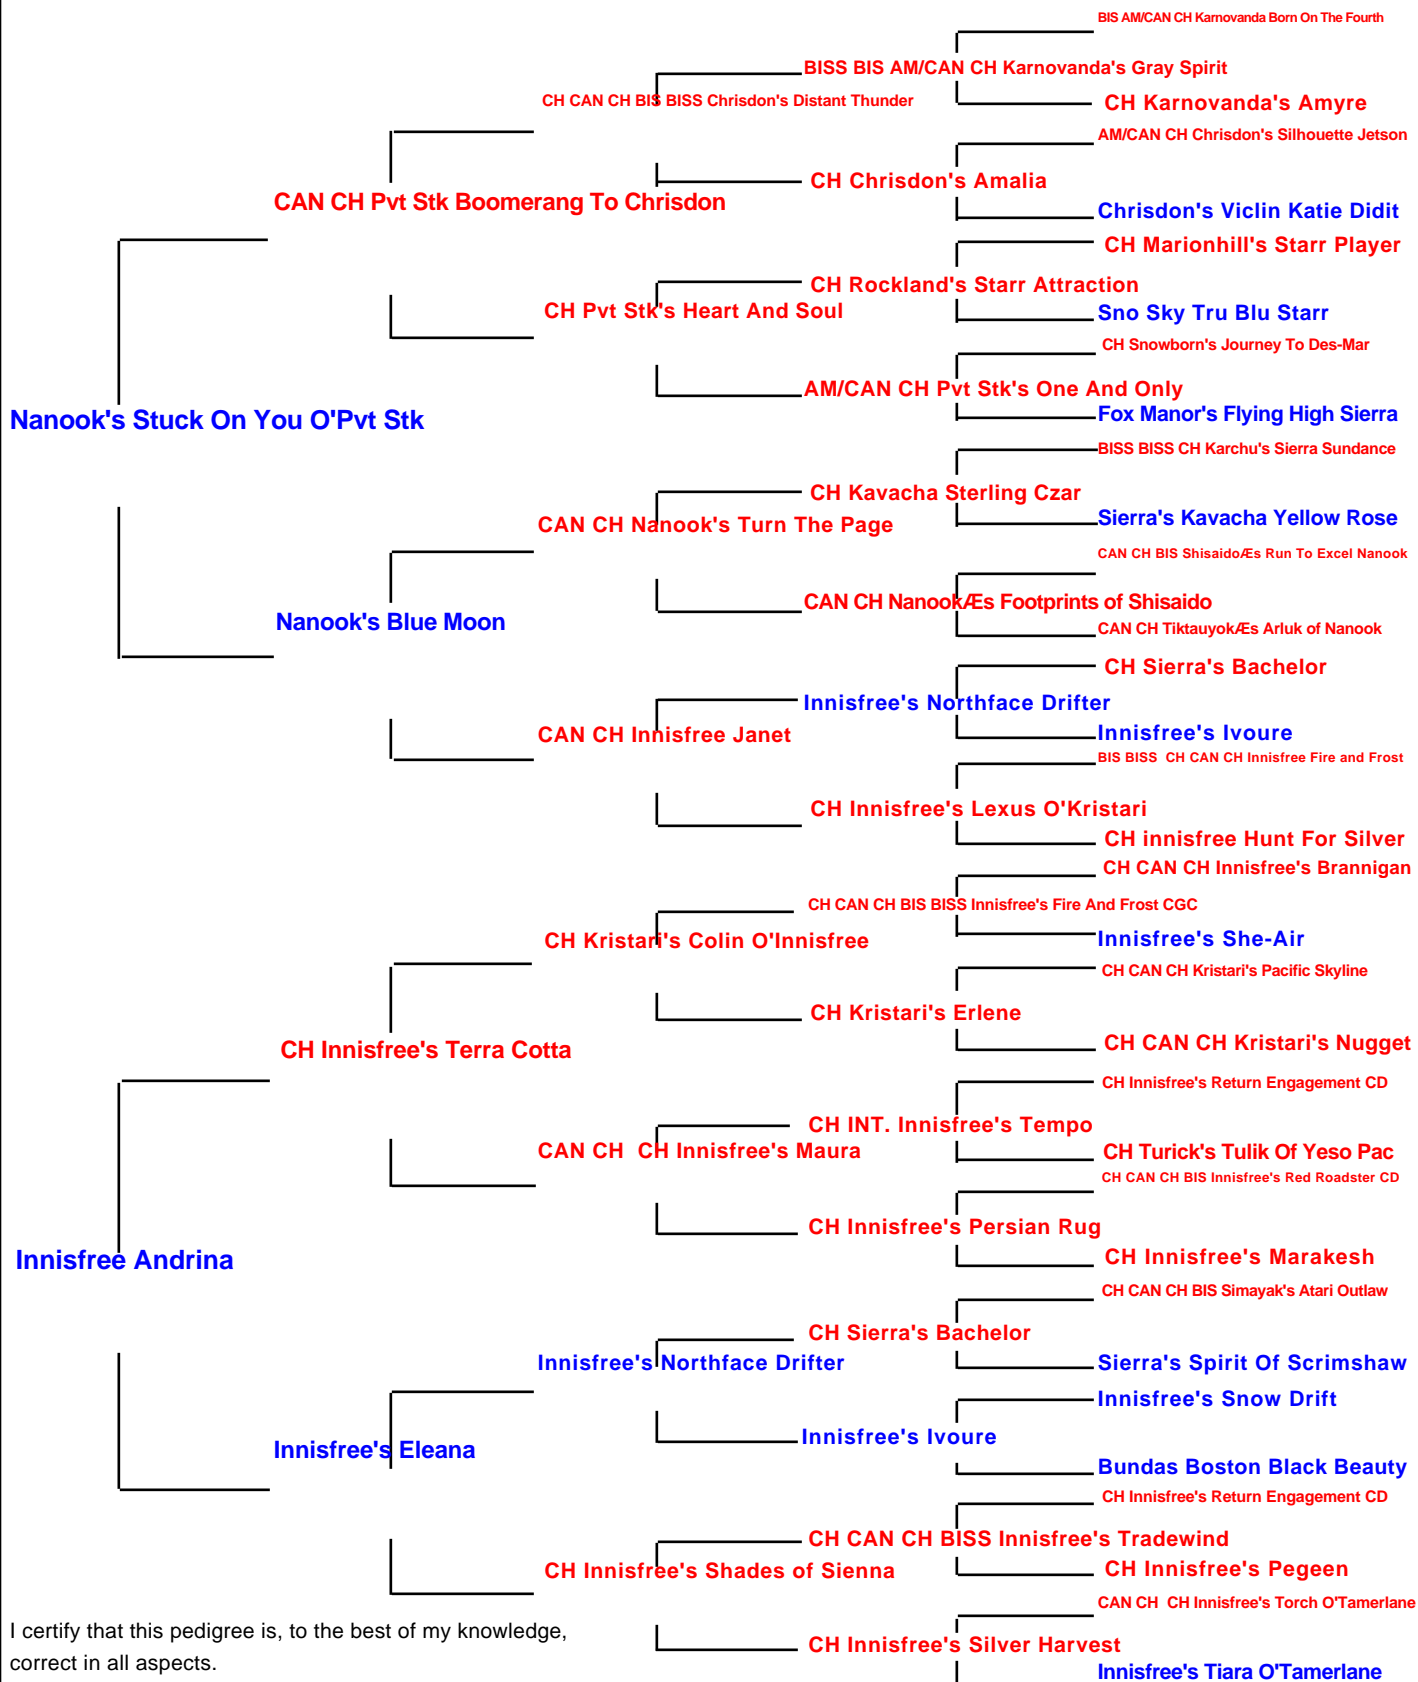 BIS AM/CAN CH Karnovanda Born On The Fourth
BISS BIS AM/CAN CH Karnovanda's Gray Spirit
CH CAN CH BIS BISS Chrisdon's Distant Thunder
CH Karnovanda's Amyre
AM/CAN CH Chrisdon's Silhouette Jetson
CH Chrisdon's Amalia
CAN CH Pvt Stk Boomerang To Chrisdon
Chrisdon's Viclin Katie Didit
CH Marionhill's Starr Player
CH Rockland's Starr Attraction
CH Pvt Stk's Heart And Soul
Sno Sky Tru Blu Starr
CH Snowborn's Journey To Des-Mar
AM/CAN CH Pvt Stk's One And Only
Nanook's Stuck On You O'Pvt Stk
Fox Manor's Flying High Sierra
BISS BISS CH Karchu's Sierra Sundance
CH Kavacha Sterling Czar
CAN CH Nanook's Turn The Page
Sierra's Kavacha Yellow Rose
CAN CH BIS ShisaidoÆs Run To Excel Nanook
CAN CH NanookÆs Footprints of Shisaido
Nanook's Blue Moon
CAN CH TiktauyokÆs Arluk of Nanook
CH Sierra's Bachelor
Innisfree's Northface Drifter
CAN CH Innisfree Janet
Innisfree's Ivoure
BIS BISS  CH CAN CH Innisfree Fire and Frost
CH Innisfree's Lexus O'Kristari
CH innisfree Hunt For Silver
CH CAN CH Innisfree's Brannigan
CH CAN CH BIS BISS Innisfree's Fire And Frost CGC
CH Kristari's Colin O'Innisfree
Innisfree's She-Air
CH CAN CH Kristari's Pacific Skyline
CH Kristari's Erlene
CH Innisfree's Terra Cotta
CH CAN CH Kristari's Nugget
CH Innisfree's Return Engagement CD
CH INT. Innisfree's Tempo
CAN CH  CH Innisfree's Maura
CH Turick's Tulik Of Yeso Pac
CH CAN CH BIS Innisfree's Red Roadster CD
CH Innisfree's Persian Rug
Innisfree Andrina
CH Innisfree's Marakesh
CH CAN CH BIS Simayak's Atari Outlaw
CH Sierra's Bachelor
Innisfree's Northface Drifter
Sierra's Spirit Of Scrimshaw
Innisfree's Snow Drift
Innisfree's Ivoure
Innisfree's Eleana
Bundas Boston Black Beauty
CH Innisfree's Return Engagement CD
CH CAN CH BISS Innisfree's Tradewind
CH Innisfree's Shades of Sienna
CH Innisfree's Pegeen
CAN CH  CH Innisfree's Torch O'Tamerlane
CH Innisfree's Silver Harvest
Innisfree's Tiara O'Tamerlane
I certify that this pedigree is, to the best of my knowledge,
correct in all aspects.